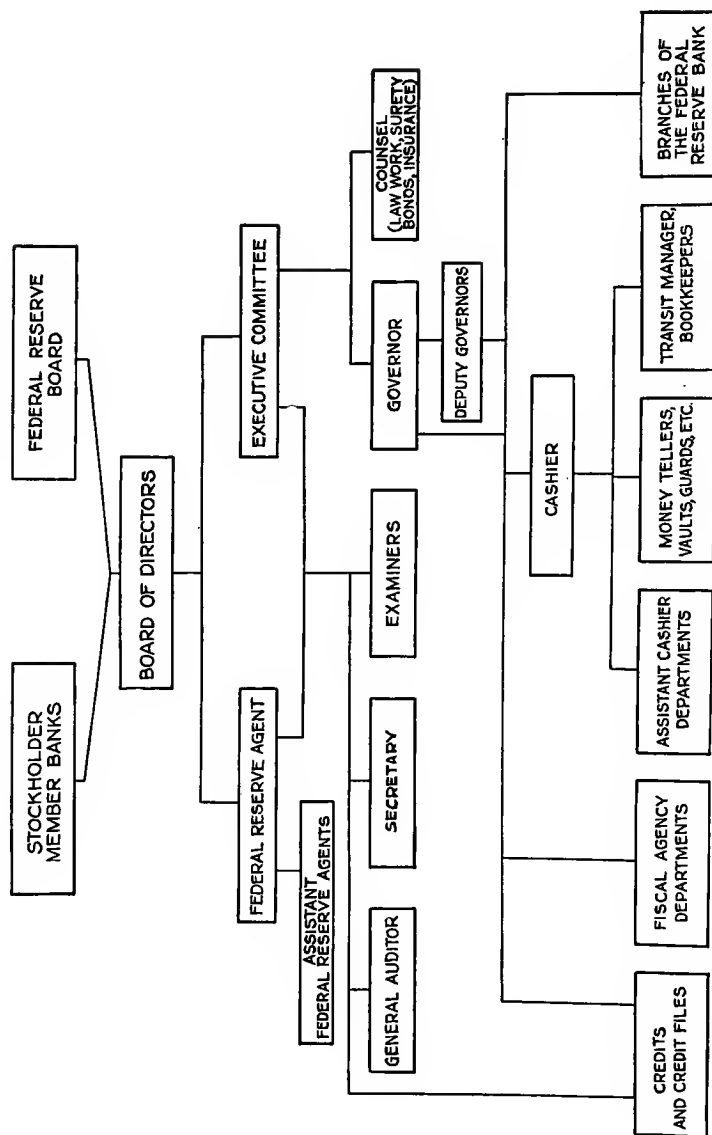 STOCKHOLDER
MEMBER BANKS
FEDERAL RESERVE
BOARD
BOARD OF DIRECTORS
FEDERAL RESERVE AGENT
EXECUTIVE COMMITTEE
ASSISTANT
FEDERAL RESERVE AGENTS
GENERAL AUDITOR
SECRETARY
EXAMINERS
GOVERNOR
COUNSEL
(LAW WORK, SURETY
BONDS, INSURANCE)
DEPUTY GOVERNORS
CASHIER
CREDITS
AND CREDIT FILES
FISCAL AGENCY
DEPARTMENTS
ASSISTANT CASHIER
DEPARTMENTS
MONEY TELLERS,
VAULTS, GUARDS, ETC.
TRANSIT MANAGER,
BOOKKEEPERS
BRANCHES OF
THE FEDERAL
RESERVE BANK